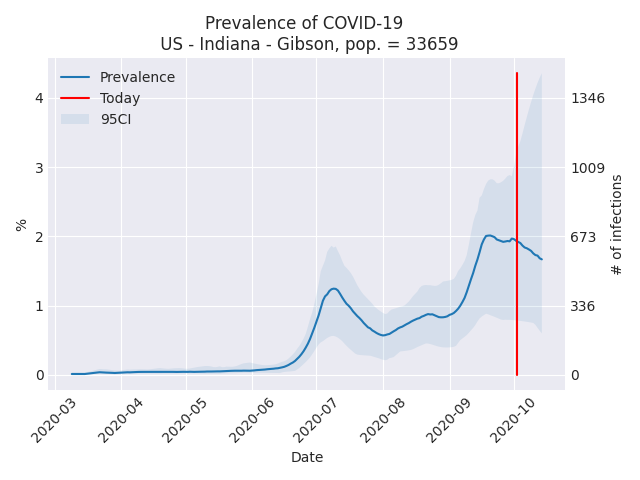 Prevalence of COVID-19
US - Indiana - Gibson, pop. = 33659
Prevalence
Today
95CI
4
3
2
1
0
%
1346
1009
673
336
0
# of infections
2020-03
2020-04
2020-05
2020-06
2020-07
2020-08
2020-09
2020-10
Date